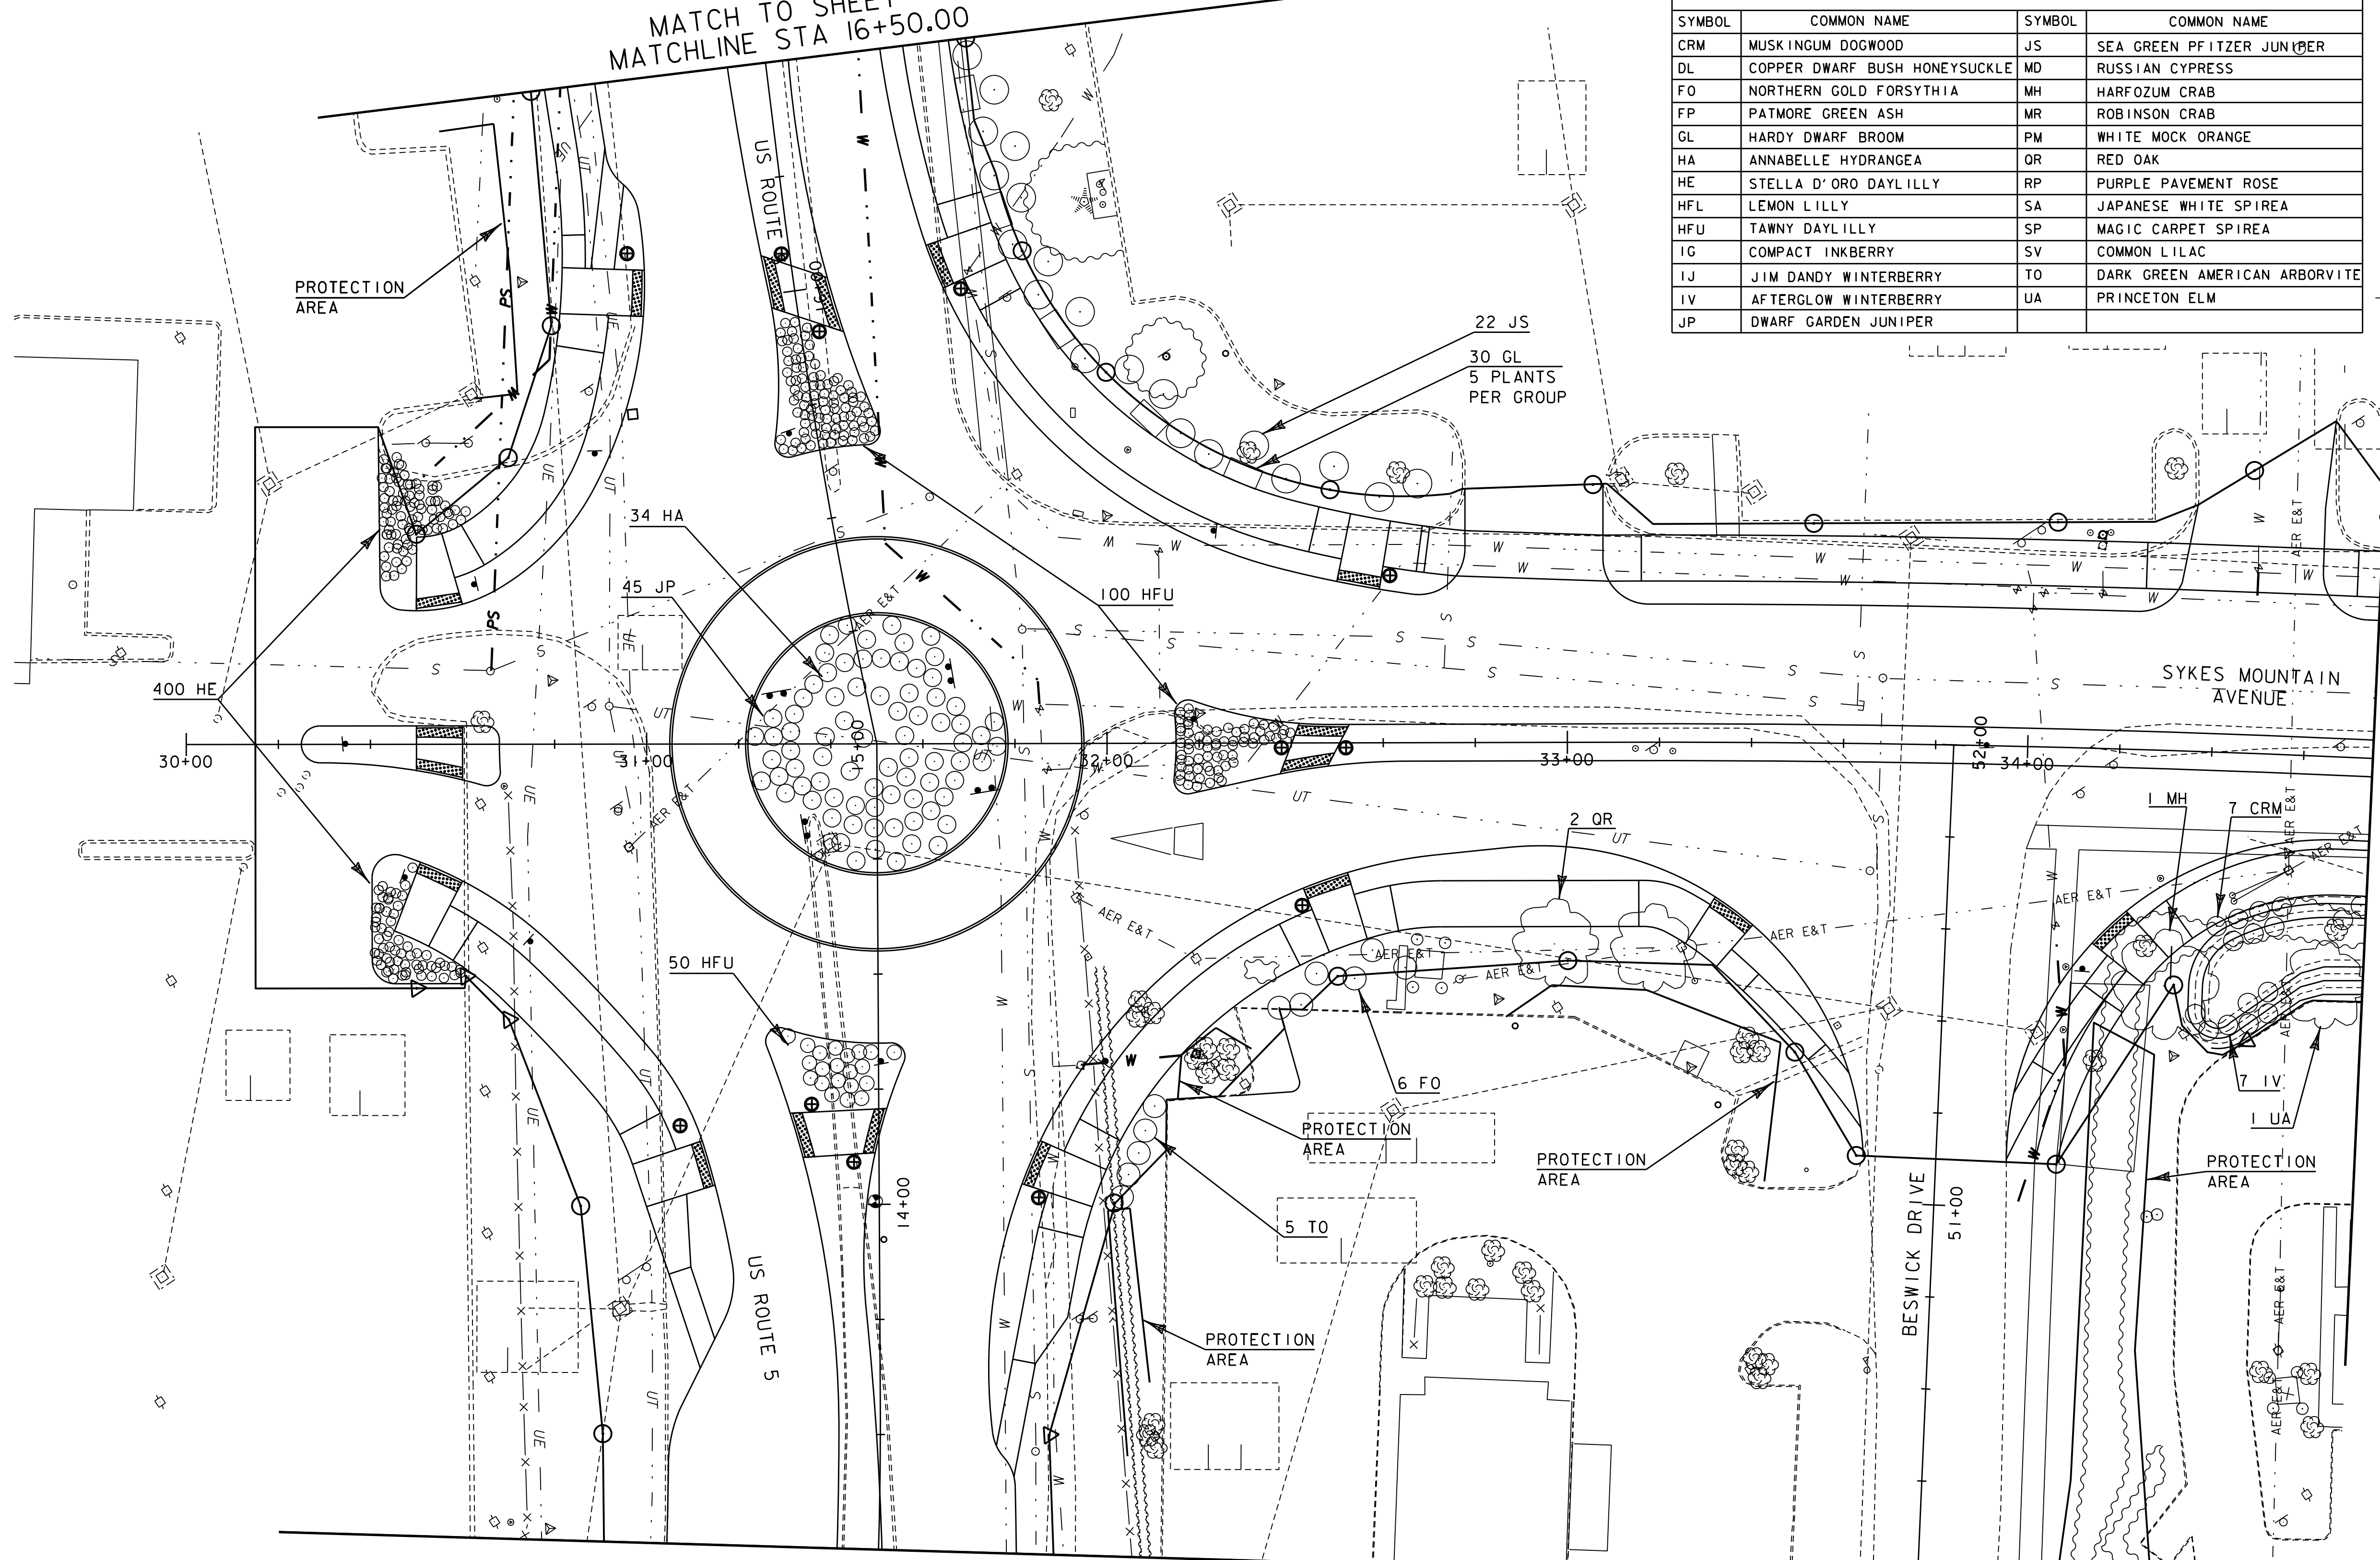 MATCH TO SHEET
MATCHLINE STA 16+50.00
SYMBOL COMMON NAME SYMBOL COMMON NAME
CRM MUSKINGUM DOGWOOD JS SEA GREEN PFITZER JUNIPER
DL COPPER DWARF BUSH HONEYSUCKLE MD RUSSIAN CYPRESS
FO NORTHERN GOLD FORSYTHIA MH HARFOZUM CRAB
FP PATMORE GREEN ASH MR ROBINSON CRAB
GL HARDY DWARF BROOM PM WHITE MOCK ORANGE
HA ANNABELLE HYDRANGEA QR RED OAK
HE STELLA D'ORO DAYLILLY RP PURPLE PAVEMENT ROSE
HFL LEMON LILLY SA JAPANESE WHITE SPIREA
HFU TAWNY DAYLILLY SP MAGIC CARPET SPIREA
IG COMPACT INKBERRY SV COMMON LILAC
IJ JIM DANDY WINTERBERRY TO DARK GREEN AMERICAN ARBORVITE
IV AFTERGLOW WINTERBERRY UA PRINCETON ELM
JP DWARF GARDEN JUNIPER
US ROUTE
PROTECTION
AREA
22 JS
30 GL
5 PLANTS
PER GROUP
34 HA
45 JP
100 HFU
400 HE
SYKES MOUNTAIN
AVENUE
30+00
31+00
15+00
32+00
33+00
52+00
34+00
AER E&T
UT
UE
PS
W
S
2 QR
1 MH
7 CRM
50 HFU
6 FO
7 IV
1 UA
PROTECTION
AREA
PROTECTION
AREA
PROTECTION
AREA
5 TO
14+00
51+00
BESWICK DRIVE
US ROUTE 5
PROTECTION
AREA